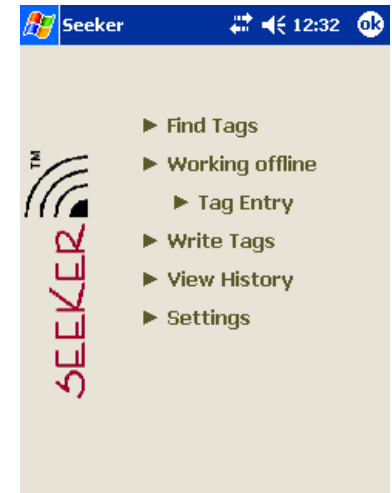 Seeker 12:32 ok
Find Tags
Working offline
Tag Entry
Write Tags
View History
Settings
SEEKER TM